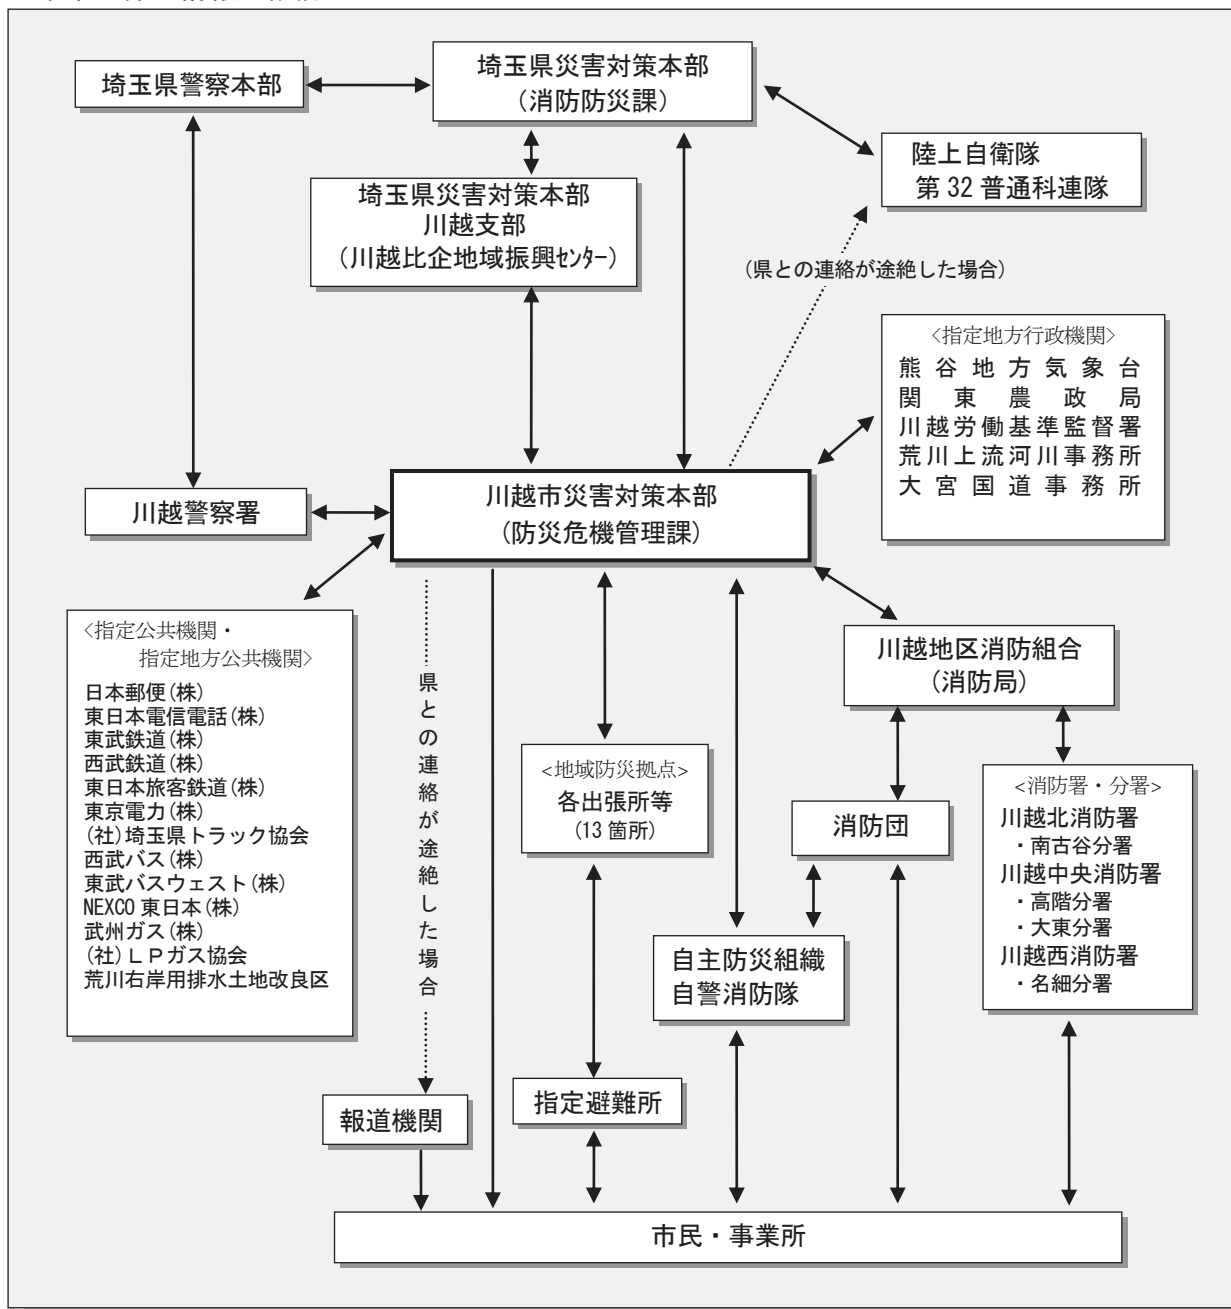 埼玉県警察本部
埼玉県災害対策本部
(消防防災課)
陸上自衛隊
第 32 普通科連隊
埼玉県災害対策本部
川越支部
(川越比企地域振興ｾﾝﾀｰ)
(県との連絡が途絶した場合)
<指定地方行政機関>
熊谷地方気象台
関東農政局
川越労働基準監督署
荒川上流河川事務所
大宮国道事務所
川越警察署
川越市災害対策本部
(防災危機管理課)
<指定公共機関・
指定地方公共機関>
日本郵便(株)
東日本電信電話(株)
東武鉄道(株)
西武鉄道(株)
東日本旅客鉄道(株)
東京電力(株)
(社)埼玉県トラック協会
西武バス(株)
東武バスウェスト(株)
NEXCO 東日本(株)
武州ガス(株)
(社)ＬＰガス協会
荒川右岸用排水土地改良区
県との連絡が途絶した場合
川越地区消防組合
(消防局)
<地域防災拠点>
各出張所等
(13 箇所)
消防団
<消防署・分署>
川越北消防署
・南古谷分署
川越中央消防署
・高階分署
・大東分署
川越西消防署
・名細分署
自主防災組織
自警消防隊
指定避難所
報道機関
市民・事業所